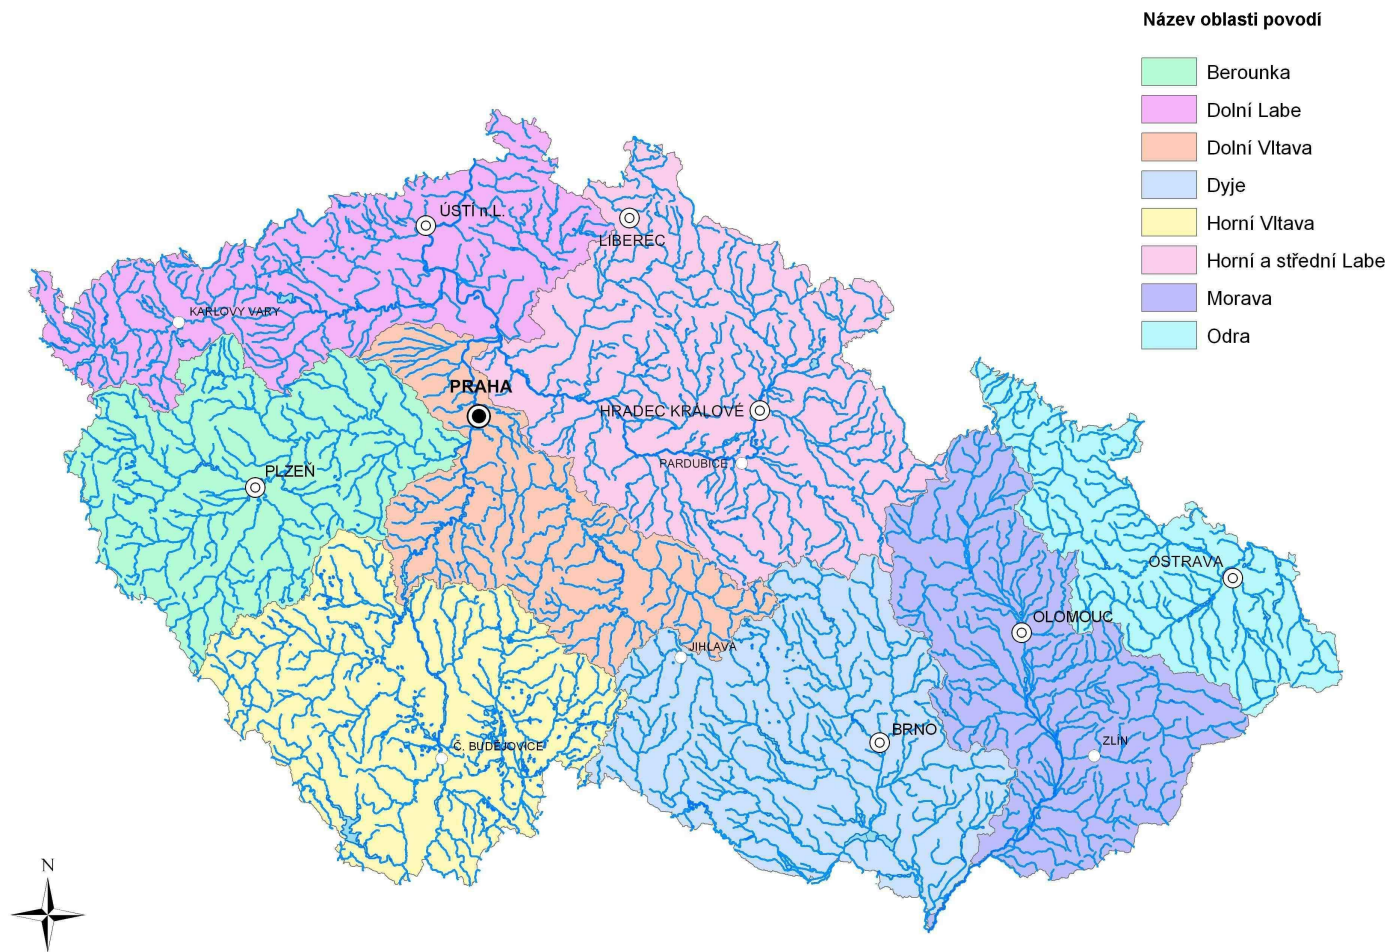 Název oblasti povodí
Berounka
Dolní Labe
Dolní Vltava
Dyje
Horní Vltava
Horní a střední Labe
Morava
Odra
ÚSTÍ n.L.
LIBEREC
KARLOVY VARY
PRAHA
HRADEC KRÁLOVÉ
PARDUBICE
PLZEŇ
OSTRAVA
OLOMOUC
JIHLAVA
BRNO
ZLÍN
Č. BUDĚJOVICE
N